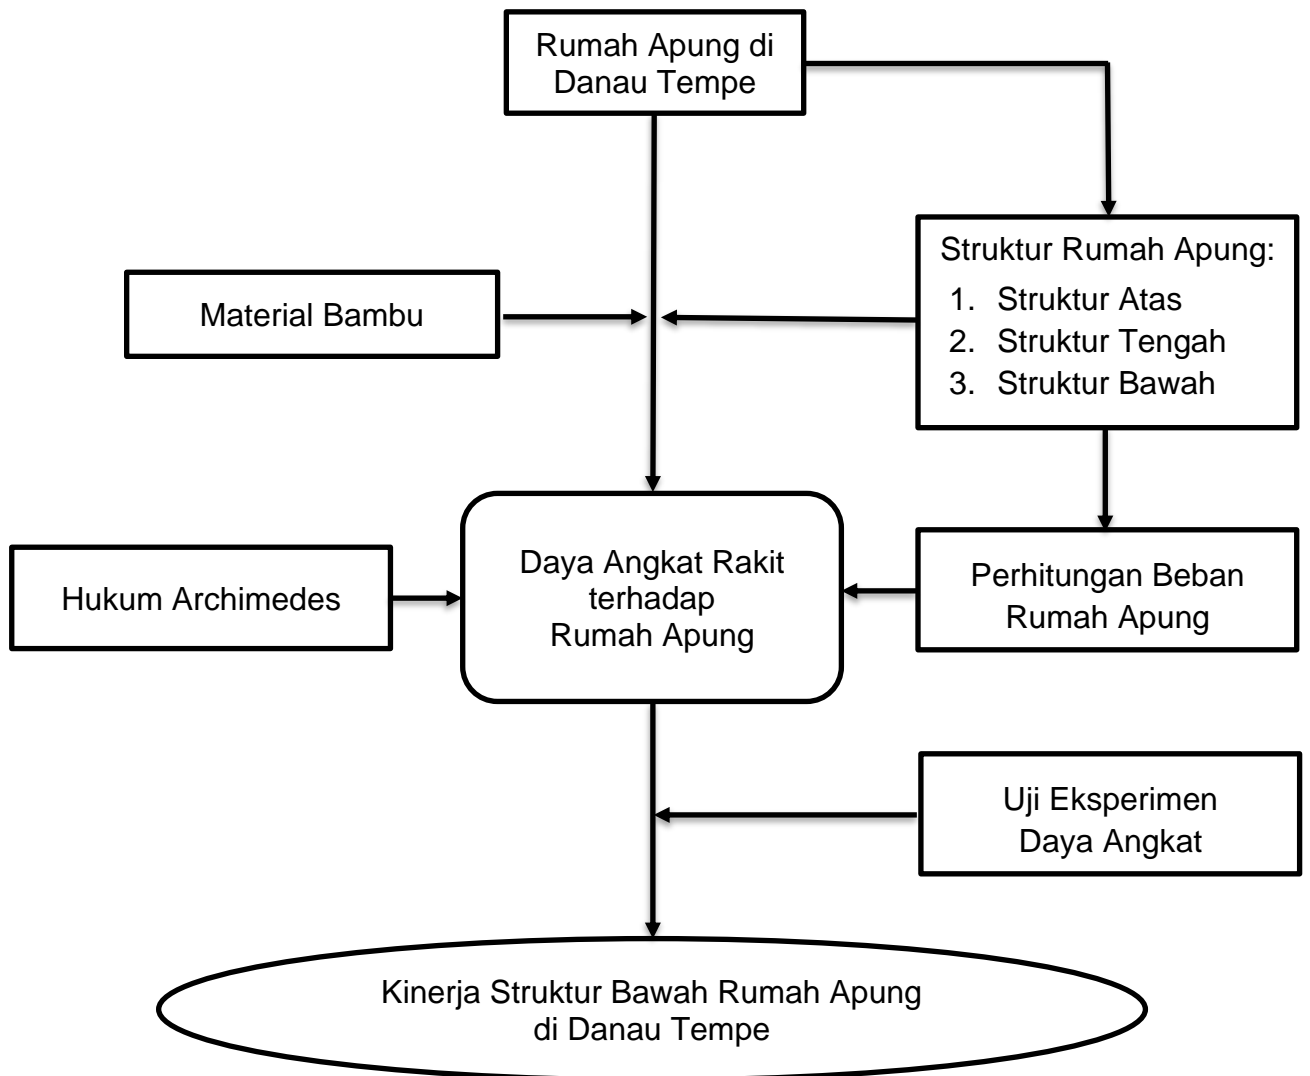 Rumah Apung di
Danau Tempe
Struktur Rumah Apung:
1. Struktur Atas
2. Struktur Tengah
3. Struktur Bawah
Material Bambu
Daya Angkat Rakit
terhadap
Rumah Apung
Hukum Archimedes
Perhitungan Beban
Rumah Apung
Uji Eksperimen
Daya Angkat
Kinerja Struktur Bawah Rumah Apung
di Danau Tempe